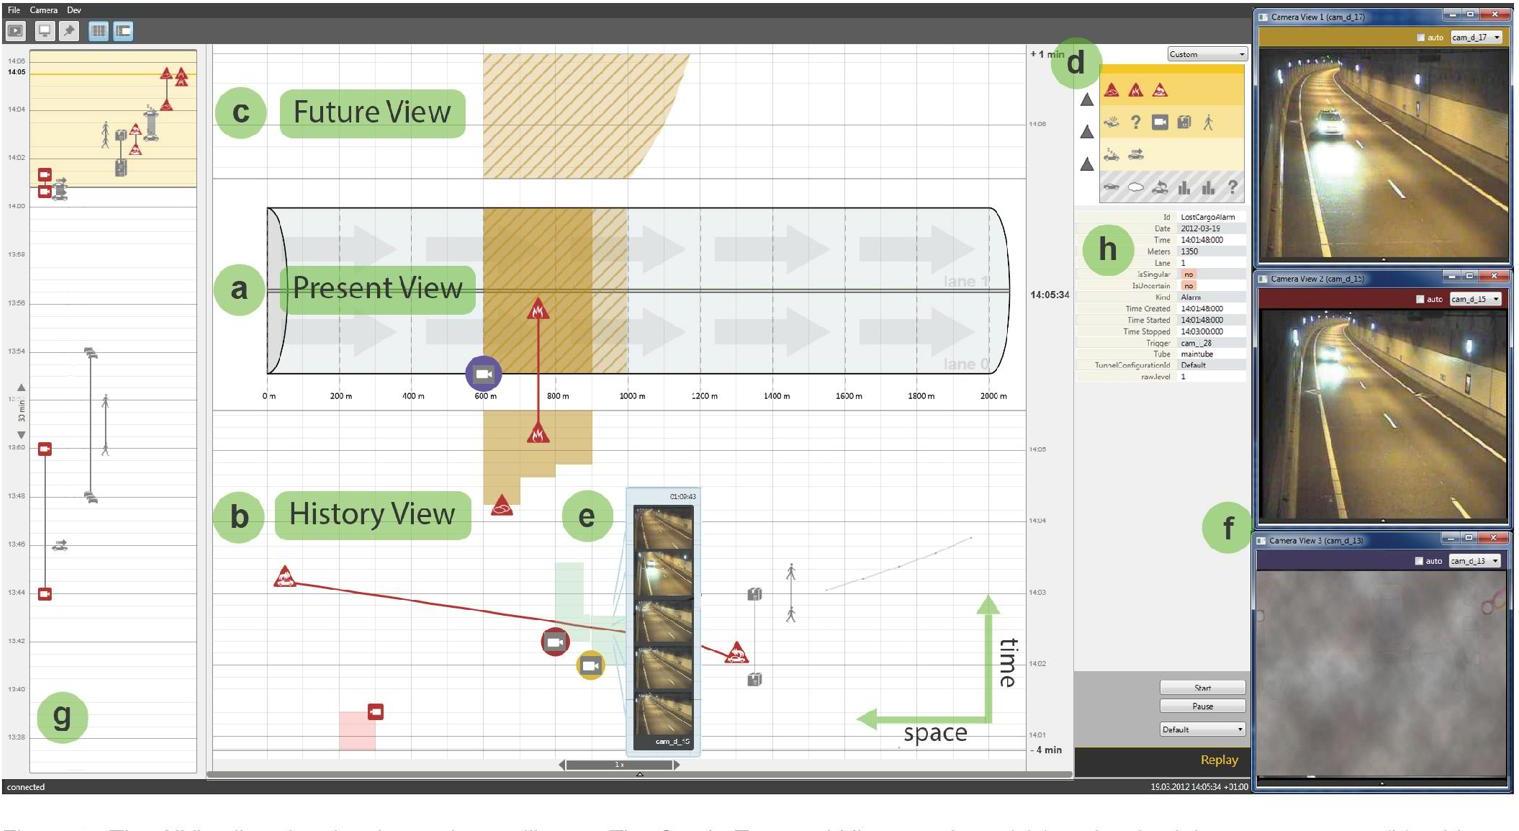 File Camera Dev
14:06
14:05
14:04
14:02
14:00
13:58
13:56
13:54
30 min
13:48
13:46
13:44
13:42
13:40
13:38
g
c Future View
a Present View
lane 1
lane 0
0 m 200 m 400 m 600 m 800 m 1000 m 1200 m 1400 m 1600 m 1800 m 2000 m
b History View
e
01:09:43
cam_d_15
time
space
1x
+ 1 min
14:06
14:05:34
14:05
14:04
14:03
14:02
14:01
- 4 min
d
Custom
? 
?
h
Id LostCargoAlarm
Date 2012-03-19
Time 14:01:48:000
Meters 1350
Lane 1
IsSingular no
IsUncertain no
Kind Alarm
Time Created 14:01:48:000
Time Started 14:01:48:000
Time Stopped 14:03:00:000
Trigger cam_._28
Tube maintube
TunnelConfigurationId Default
raw.level 1
f
Start
Pause
Default
Replay
Camera View 1 (cam_d_17)
auto cam_d_17
Camera View 2 (cam_d_15)
auto cam_d_15
Camera View 3 (cam_d_13)
auto cam_d_13
connected
19.03.2012 14:05:34 +01:00